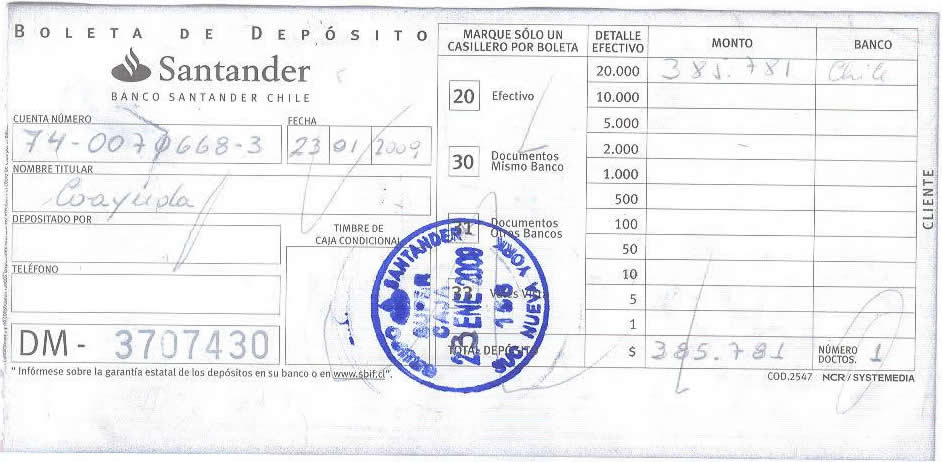 BOLETA DE DEPÓSITO
Santander
BANCO SANTANDER CHILE
CUENTA NÚMERO
74-0070668-3
FECHA
23 01 2009
NOMBRE TITULAR
Coayuda
DEPOSITADO POR
TELÉFONO
TIMBRE DE
CAJA CONDICIONAL
DM- 3707430
" Infórmese sobre la garantía estatal de los depósitos en su banco o en www.sbif.cl".
MARQUE SÓLO UN
CASILLERO POR BOLETA
20 Efectivo
30 Documentos
Mismo Banco
31 Documentos
Otros Bancos
33 Vales Vista
TOTAL DEPÓSITO
DETALLE
EFECTIVO
MONTO
BANCO
20.000 385.781 Chile
10.000
5.000
2.000
1.000
500
100
50
10
5
1
$ 385.781
NÚMERO
DOCTOS. 1
COD.2547 NCR/SYSTEMEDIA
CLIENTE
SANTANDER
CAJA
23 ENE 2009
168
SUC. NUEVA YORK